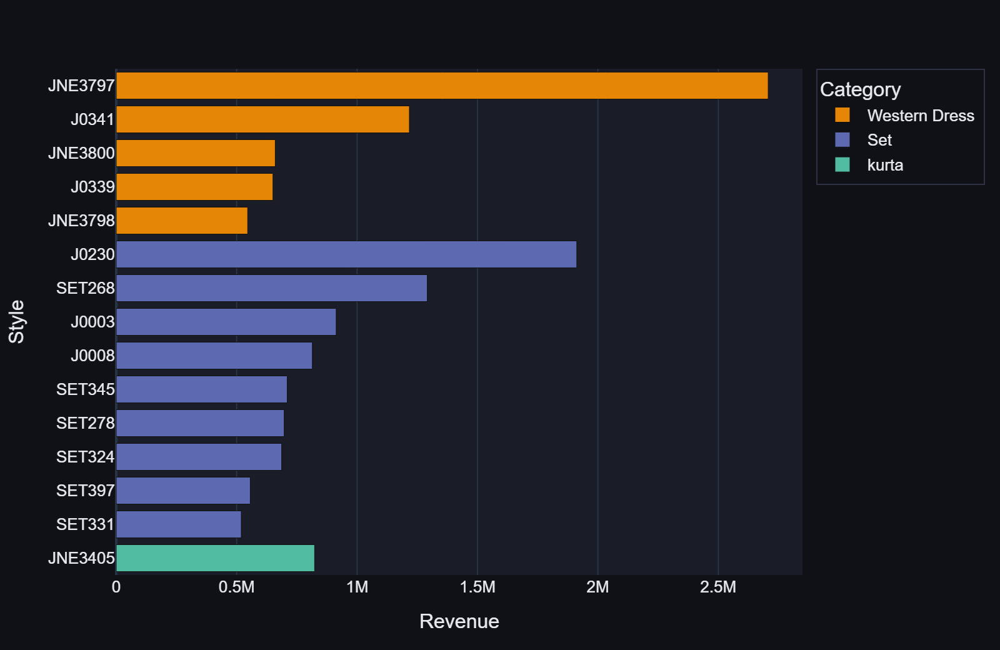 JNE3797
J0341
JNE3800
J0339
JNE3798
J0230
SET268
J0003
J0008
SET345
SET278
SET324
SET397
SET331
JNE3405
Style
0 0.5M 1M 1.5M 2M 2.5M
Revenue
Category
Western Dress
Set
kurta